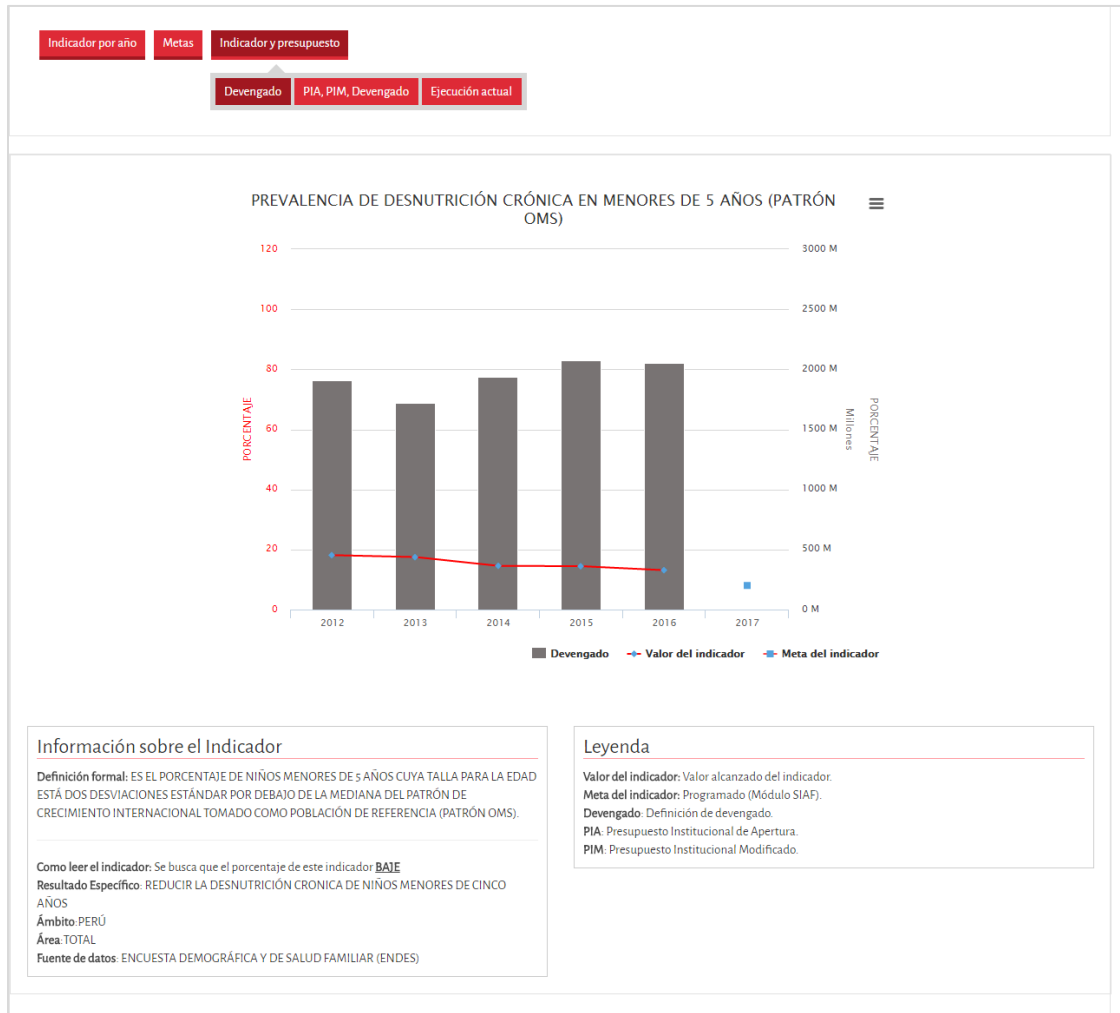 Indicador por año
Metas
Indicador y presupuesto
Devengado
PIA, PIM, Devengado
Ejecución actual
PREVALENCIA DE DESNUTRICIÓN CRÓNICA EN MENORES DE 5 AÑOS (PATRÓN
OMS)
120
100
80
60
40
20
0
PORCENTAJE
3000 M
2500 M
2000 M
1500 M
1000 M
500 M
0 M
Millones
PORCENTAJE
2012
2013
2014
2015
2016
2017
Devengado
Valor del indicador
Meta del indicador
Información sobre el Indicador
Definición formal: ES EL PORCENTAJE DE NIÑOS MENORES DE 5 AÑOS CUYA TALLA PARA LA EDAD
ESTÁ DOS DESVIACIONES ESTÁNDAR POR DEBAJO DE LA MEDIANA DEL PATRÓN DE
CRECIMIENTO INTERNACIONAL TOMADO COMO POBLACIÓN DE REFERENCIA (PATRÓN OMS).
Como leer el indicador: Se busca que el porcentaje de este indicador BAJE
Resultado Específico: REDUCIR LA DESNUTRICIÓN CRONICA DE NIÑOS MENORES DE CINCO
AÑOS
Ámbito:PERÚ
Área:TOTAL
Fuente de datos: ENCUESTA DEMOGRÁFICA Y DE SALUD FAMILIAR (ENDES)
Leyenda
Valor del indicador: Valor alcanzado del indicador.
Meta del indicador: Programado (Módulo SIAF).
Devengado: Definición de devengado.
PIA: Presupuesto Institucional de Apertura.
PIM: Presupuesto Institucional Modificado.